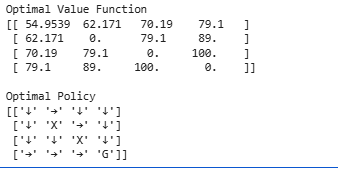 Optimal Value Function
[[ 54.9539  62.171   70.19    79.1   ]
 [ 62.171    0.      79.1     89.    ]
 [ 70.19    79.1      0.     100.    ]
 [ 79.1     89.     100.       0.    ]]
Optimal Policy
[['↓' '→' '↓' '↓']
 ['↓' 'X' '→' '↓']
 ['↓' '↓' 'X' '↓']
 ['→' '→' '→' 'G']]